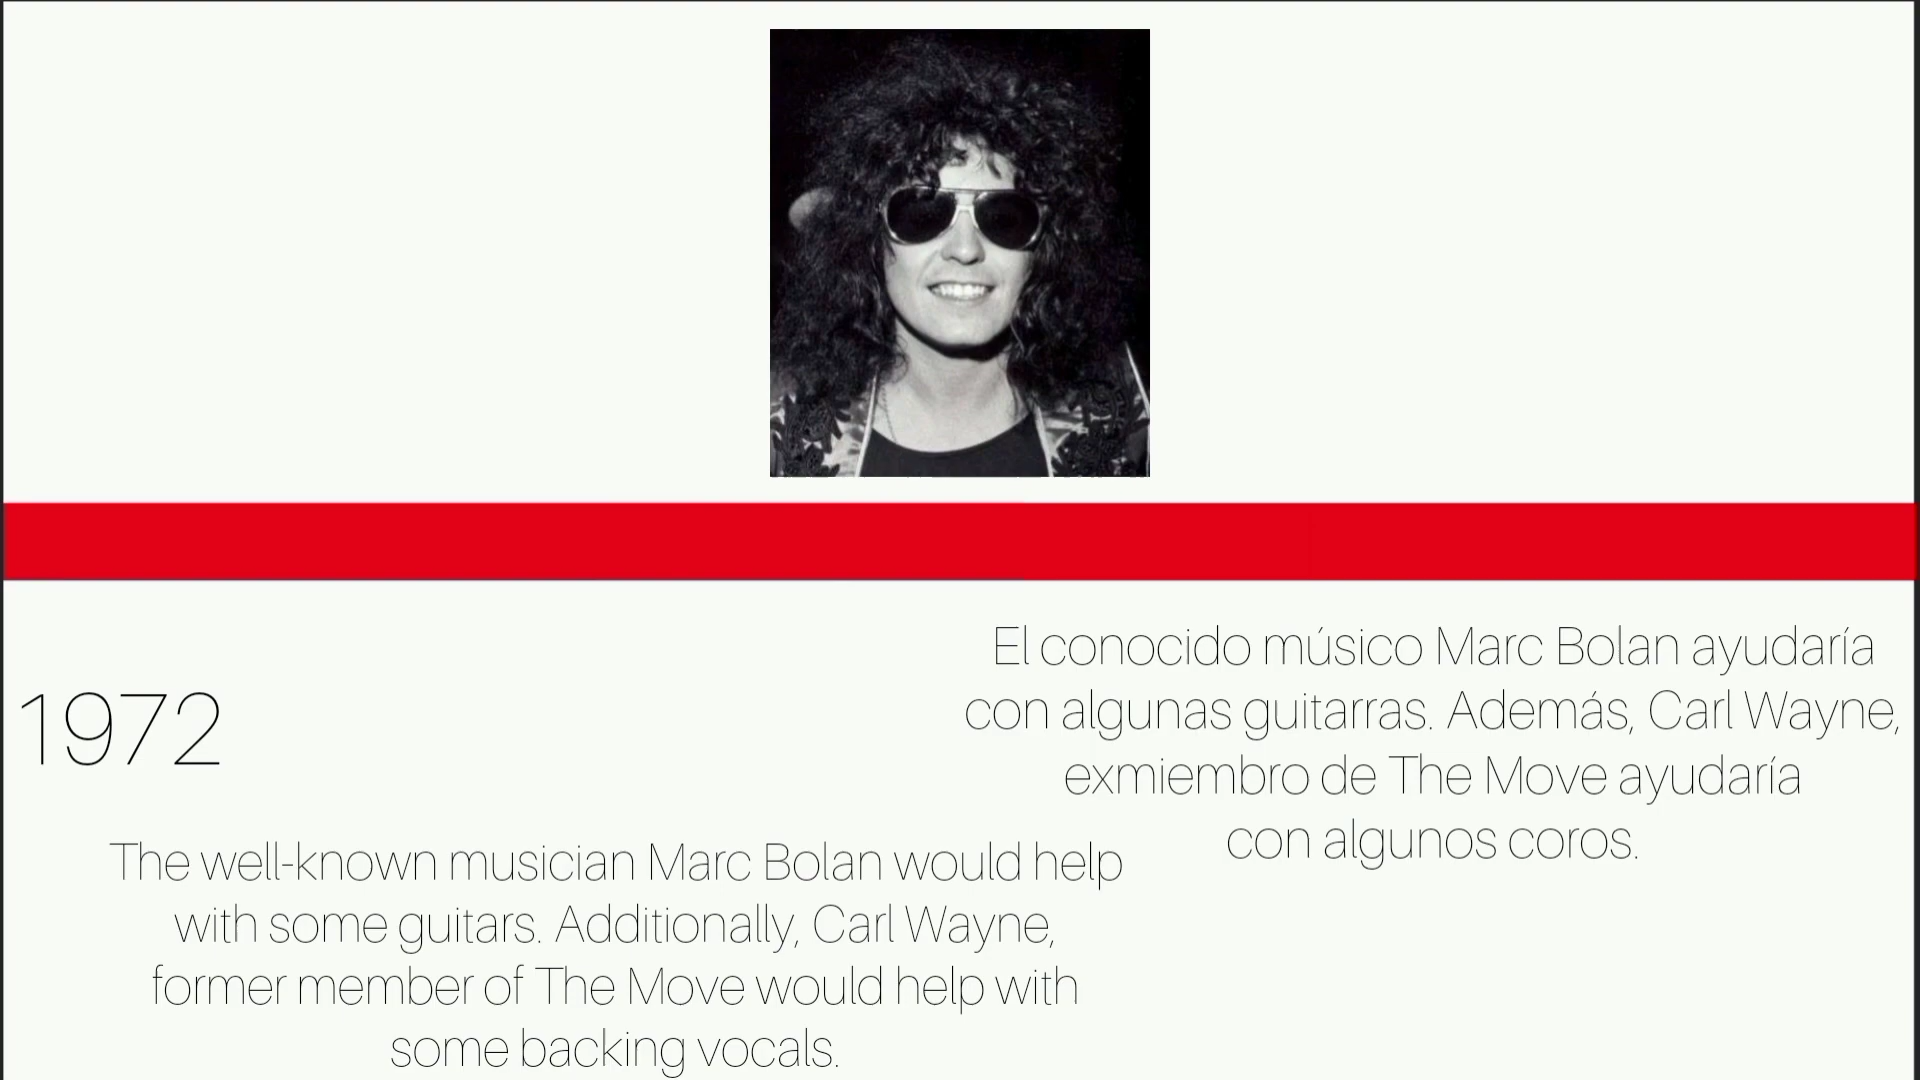 1972
El conocido músico Marc Bolan ayudaría
con algunas guitarras. Además, Carl Wayne,
exmiembro de The Move ayudaría
con algunos coros.
The well-known musician Marc Bolan would help
with some guitars. Additionally, Carl Wayne,
former member of The Move would help with
some backing vocals.